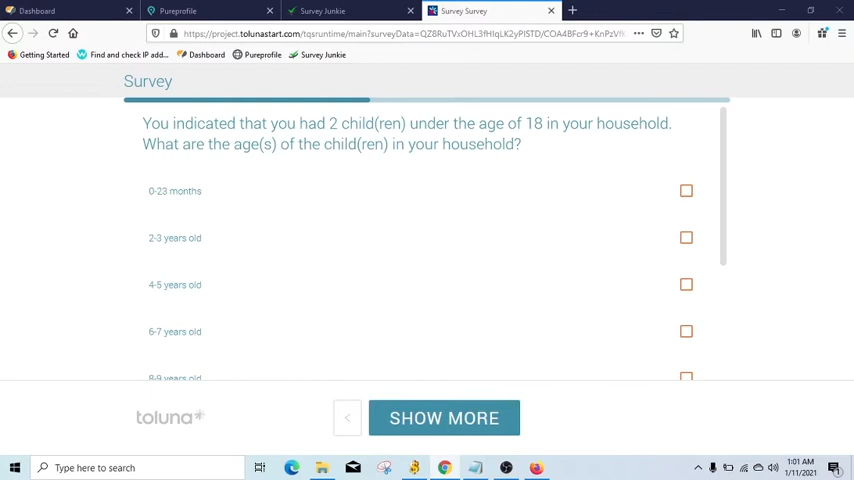 Dashboard
Pureprofile
Survey Junkie
Survey Survey
https://project.tolunastart.com/tqsruntime/main?surveyData=
Getting Started
Find and check IP add...
Dashboard
Pureprofile
Survey Junkie
Survey
You indicated that you had 2 child(ren) under the age of 18 in your household.
What are the age(s) of the child(ren) in your household?
0-23 months
2-3 years old
4-5 years old
6-7 years old
8-9 years old
toluna*
<
SHOW MORE
Type here to search
1:01 AM
1/11/2021